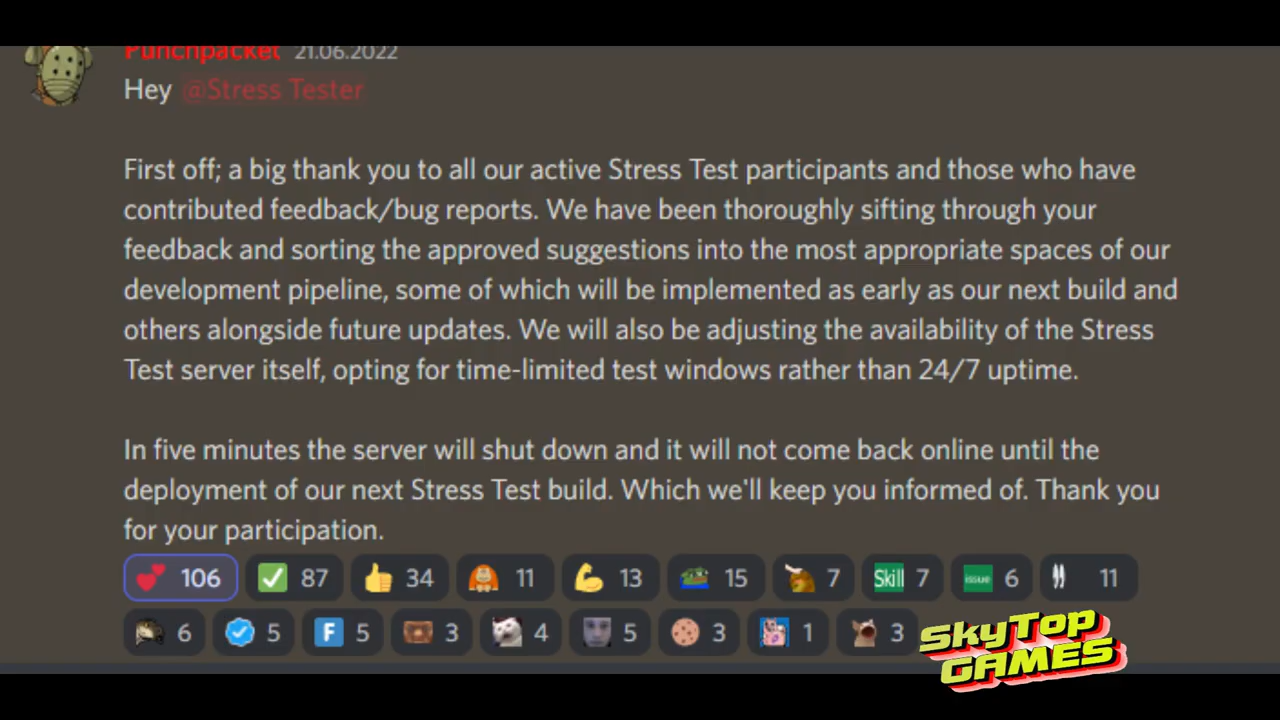 Punchpacket 21.06.2022
Hey @Stress Tester
First off; a big thank you to all our active Stress Test participants and those who have
contributed feedback/bug reports. We have been thoroughly sifting through your
feedback and sorting the approved suggestions into the most appropriate spaces of our
development pipeline, some of which will be implemented as early as our next build and
others alongside future updates. We will also be adjusting the availability of the Stress
Test server itself, opting for time-limited test windows rather than 24/7 uptime.
In five minutes the server will shut down and it will not come back online until the
deployment of our next Stress Test build. Which we'll keep you informed of. Thank you
for your participation.
106 87 34 11 13 15 7 Skill 7 issue 6 11
6 5 F 5 3 4 5 3 1 3
SkyTop
GAMES